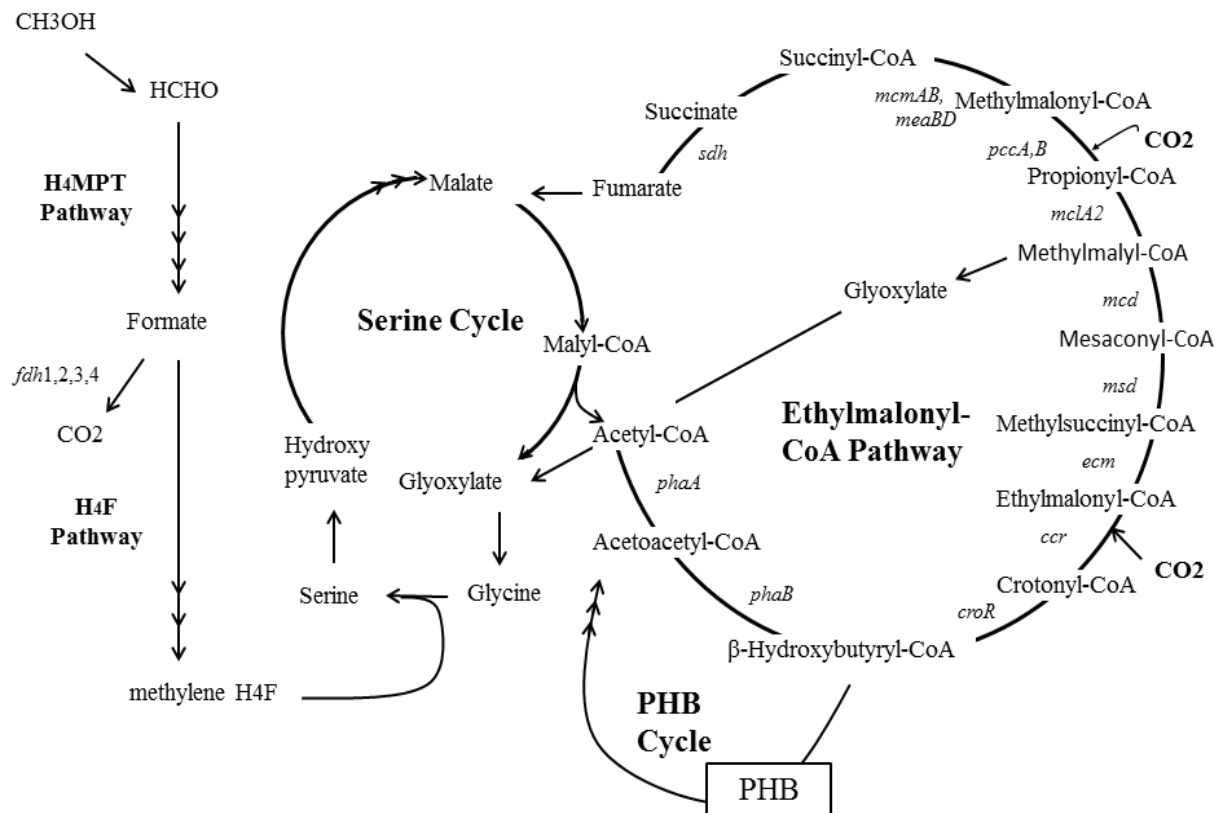 CH3OH
HCHO
H4MPT
Pathway
Formate
fdh1,2,3,4
CO2
H4F
Pathway
methylene H4F
Malate
Serine Cycle
Malyl-CoA
Hydroxy
pyruvate
Glyoxylate
Serine
Glycine
Acetyl-CoA
phaA
Acetoacetyl-CoA
phaB
β-Hydroxybutyryl-CoA
PHB
Cycle
PHB
Succinyl-CoA
Succinate
sdh
Fumarate
mcmAB,
meaBD
Methylmalonyl-CoA
CO2
pccA,B
Propionyl-CoA
mclA2
Methylmalyl-CoA
Glyoxylate
mcd
Mesaconyl-CoA
msd
Ethylmalonyl-
CoA Pathway
Methylsuccinyl-CoA
ecm
Ethylmalonyl-CoA
ccr
CO2
Crotonyl-CoA
croR